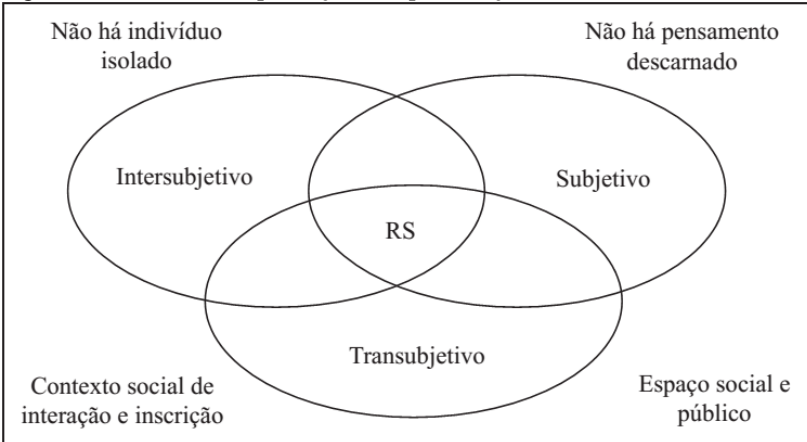 Não há indivíduo
isolado
Não há pensamento
descarnado
Intersubjetivo
Subjetivo
RS
Transubjetivo
Contexto social de
interação e inscrição
Espaço social e
público